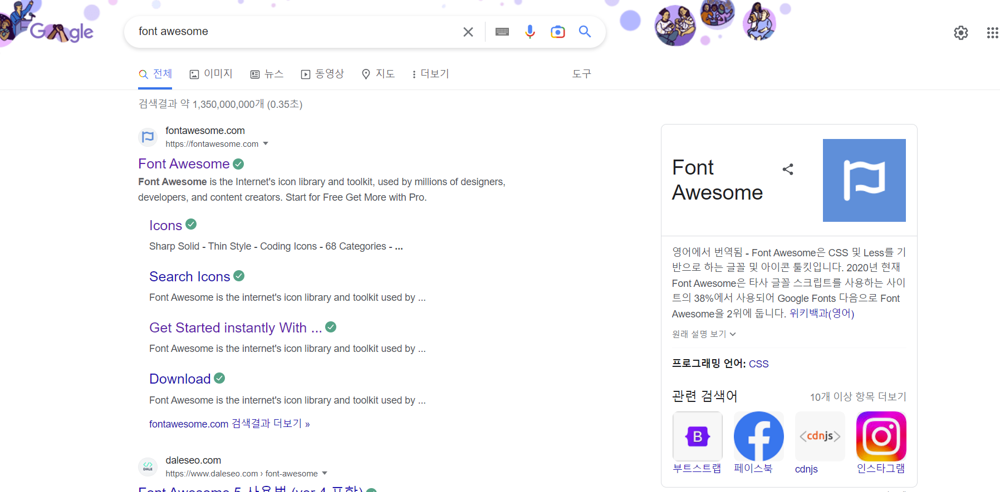 Google
font awesome
전체
이미지
뉴스
동영상
지도
더보기
도구
검색결과 약 1,350,000,000개 (0.35초)
fontawesome.com
https://fontawesome.com
Font Awesome
Font Awesome is the Internet's icon library and toolkit, used by millions of designers,
developers, and content creators. Start for Free Get More with Pro.
Icons
Sharp Solid - Thin Style - Coding Icons - 68 Categories - ...
Search Icons
Font Awesome is the internet's icon library and toolkit used by ...
Get Started instantly With ...
Font Awesome is the internet's icon library and toolkit used by ...
Download
Font Awesome is the internet's icon library and toolkit used by ...
fontawesome.com 검색결과 더보기 »
DALE
daleseo.com
https://www.daleseo.com › font-awesome
Font Awesome 5 사용법 (ver 4 포함)
Font
Awesome
영어에서 번역됨 - Font Awesome은 CSS 및 Less를 기
반으로 하는 글꼴 및 아이콘 툴킷입니다. 2020년 현재
Font Awesome은 타사 글꼴 스크립트를 사용하는 사이
트의 38%에서 사용되어 Google Fonts 다음으로 Font
Awesome을 2위에 둡니다. 위키백과(영어)
원래 설명 보기
프로그래밍 언어: CSS
관련 검색어
10개 이상 항목 더보기
B
<cdnjs>
부트스트랩
페이스북
cdnjs
인스타그램